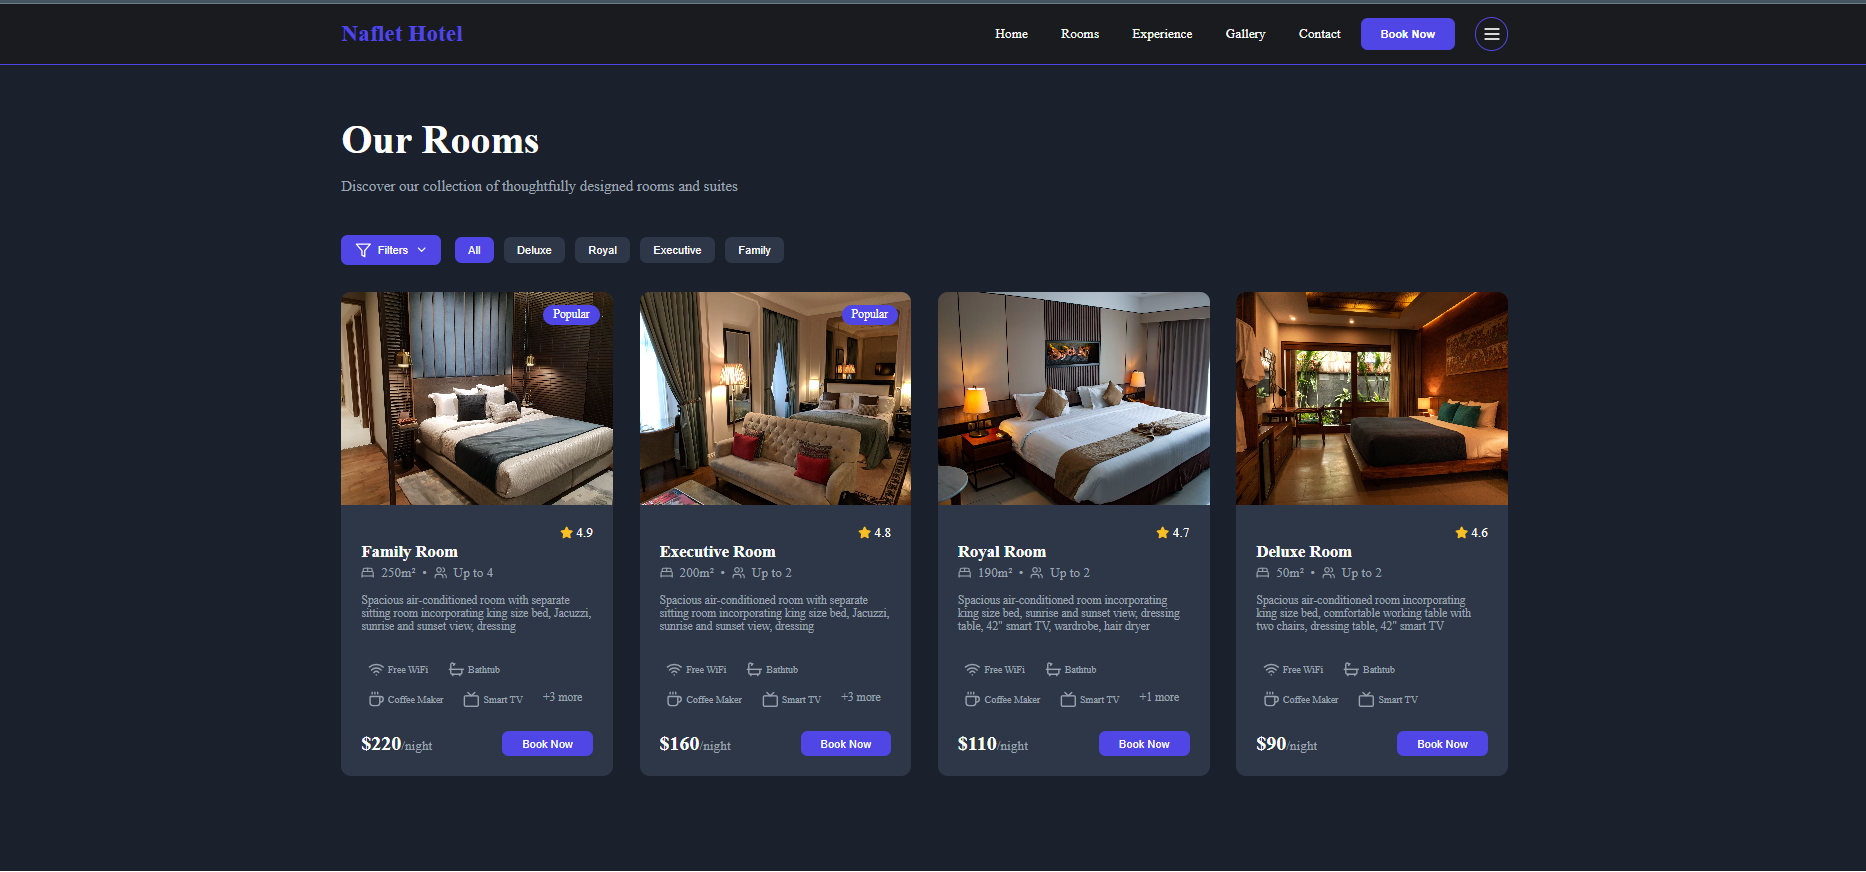 Naflet Hotel
Home Rooms Experience Gallery Contact Book Now
Our Rooms
Discover our collection of thoughtfully designed rooms and suites
Filters All Deluxe Royal Executive Family
Popular
4.9
Family Room
250m² • Up to 4
Spacious air-conditioned room with separate
sitting room incorporating king size bed, Jacuzzi,
sunrise and sunset view, dressing
Free WiFi Bathtub
Coffee Maker Smart TV +3 more
$220/night Book Now
Popular
4.8
Executive Room
200m² • Up to 2
Spacious air-conditioned room with separate
sitting room incorporating king size bed, Jacuzzi,
sunrise and sunset view, dressing
Free WiFi Bathtub
Coffee Maker Smart TV +3 more
$160/night Book Now
4.7
Royal Room
190m² • Up to 2
Spacious air-conditioned room incorporating
king size bed, sunrise and sunset view, dressing
table, 42" smart TV, wardrobe, hair dryer
Free WiFi Bathtub
Coffee Maker Smart TV +1 more
$110/night Book Now
4.6
Deluxe Room
50m² • Up to 2
Spacious air-conditioned room incorporating
king size bed, comfortable working table with
two chairs, dressing table, 42" smart TV
Free WiFi Bathtub
Coffee Maker Smart TV
$90/night Book Now